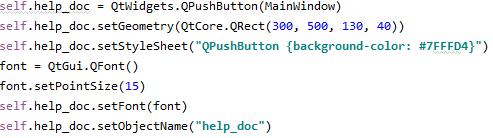 self.help_doc = QtWidgets.QPushButton(MainWindow)
self.help_doc.setGeometry(QtCore.QRect(300, 500, 130, 40))
self.help_doc.setStyleSheet("QPushButton {background-color: #7FFFD4}")
font = QtGui.QFont()
font.setPointSize(15)
self.help_doc.setFont(font)
self.help_doc.setObjectName("help_doc")